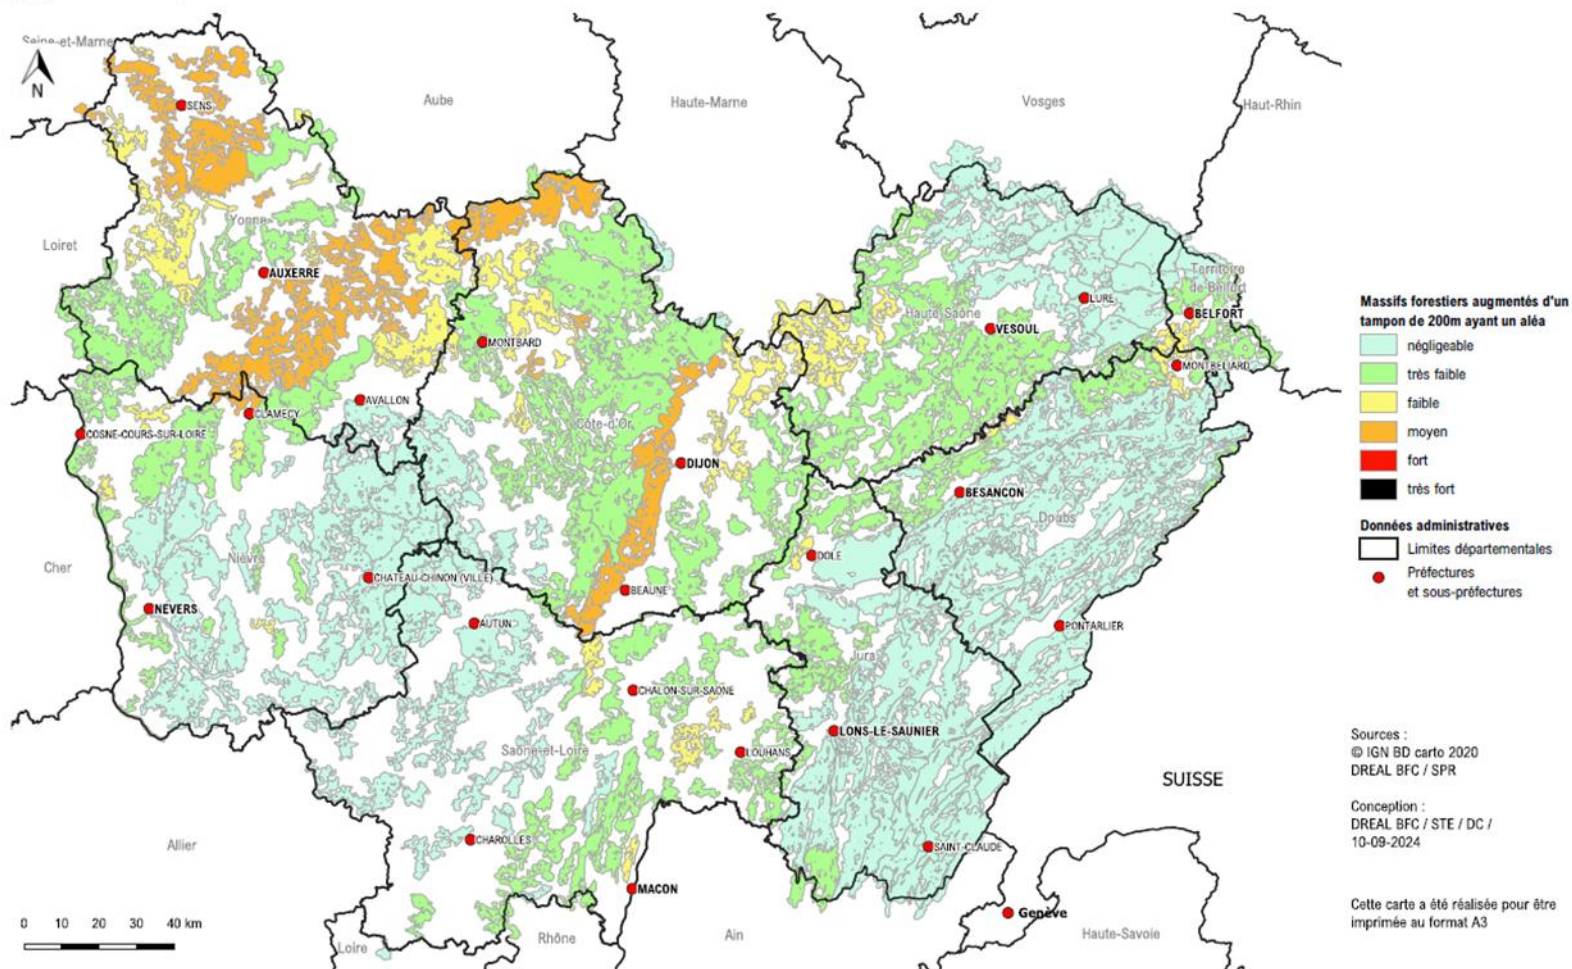 Seine-et-Marne
N
Aube
Haute-Marne
Vosges
Haut-Rhin
SENS
Yonne
Loiret
AUXERRE
Territoire
de Belfort
LURE
BELFORT
Haute-Saône
VESOUL
MONTBARD
MONTBELIARD
AVALLON
CLAMECY
COSNE-COURS-SUR-LOIRE
Côte-d'Or
DIJON
BESANCON
Doubs
DOLE
Nièvre
Cher
CHATEAU-CHINON (VILLE)
BEAUNE
NEVERS
AUTUN
PONTARLIER
Jura
CHALON-SUR-SAONE
LONS-LE-SAUNIER
Saône-et-Loire
LOUHANS
SUISSE
Allier
CHAROLLES
SAINT-CLAUDE
MACON
Genève
0 10 20 30 40 km
Loire
Rhône
Ain
Haute-Savoie
Massifs forestiers augmentés d'un
tampon de 200m ayant un aléa
négligeable
très faible
faible
moyen
fort
très fort
Données administratives
Limites départementales
Préfectures
et sous-préfectures
Sources :
© IGN BD carto 2020
DREAL BFC / SPR
Conception :
DREAL BFC / STE / DC /
10-09-2024
Cette carte a été réalisée pour être
imprimée au format A3